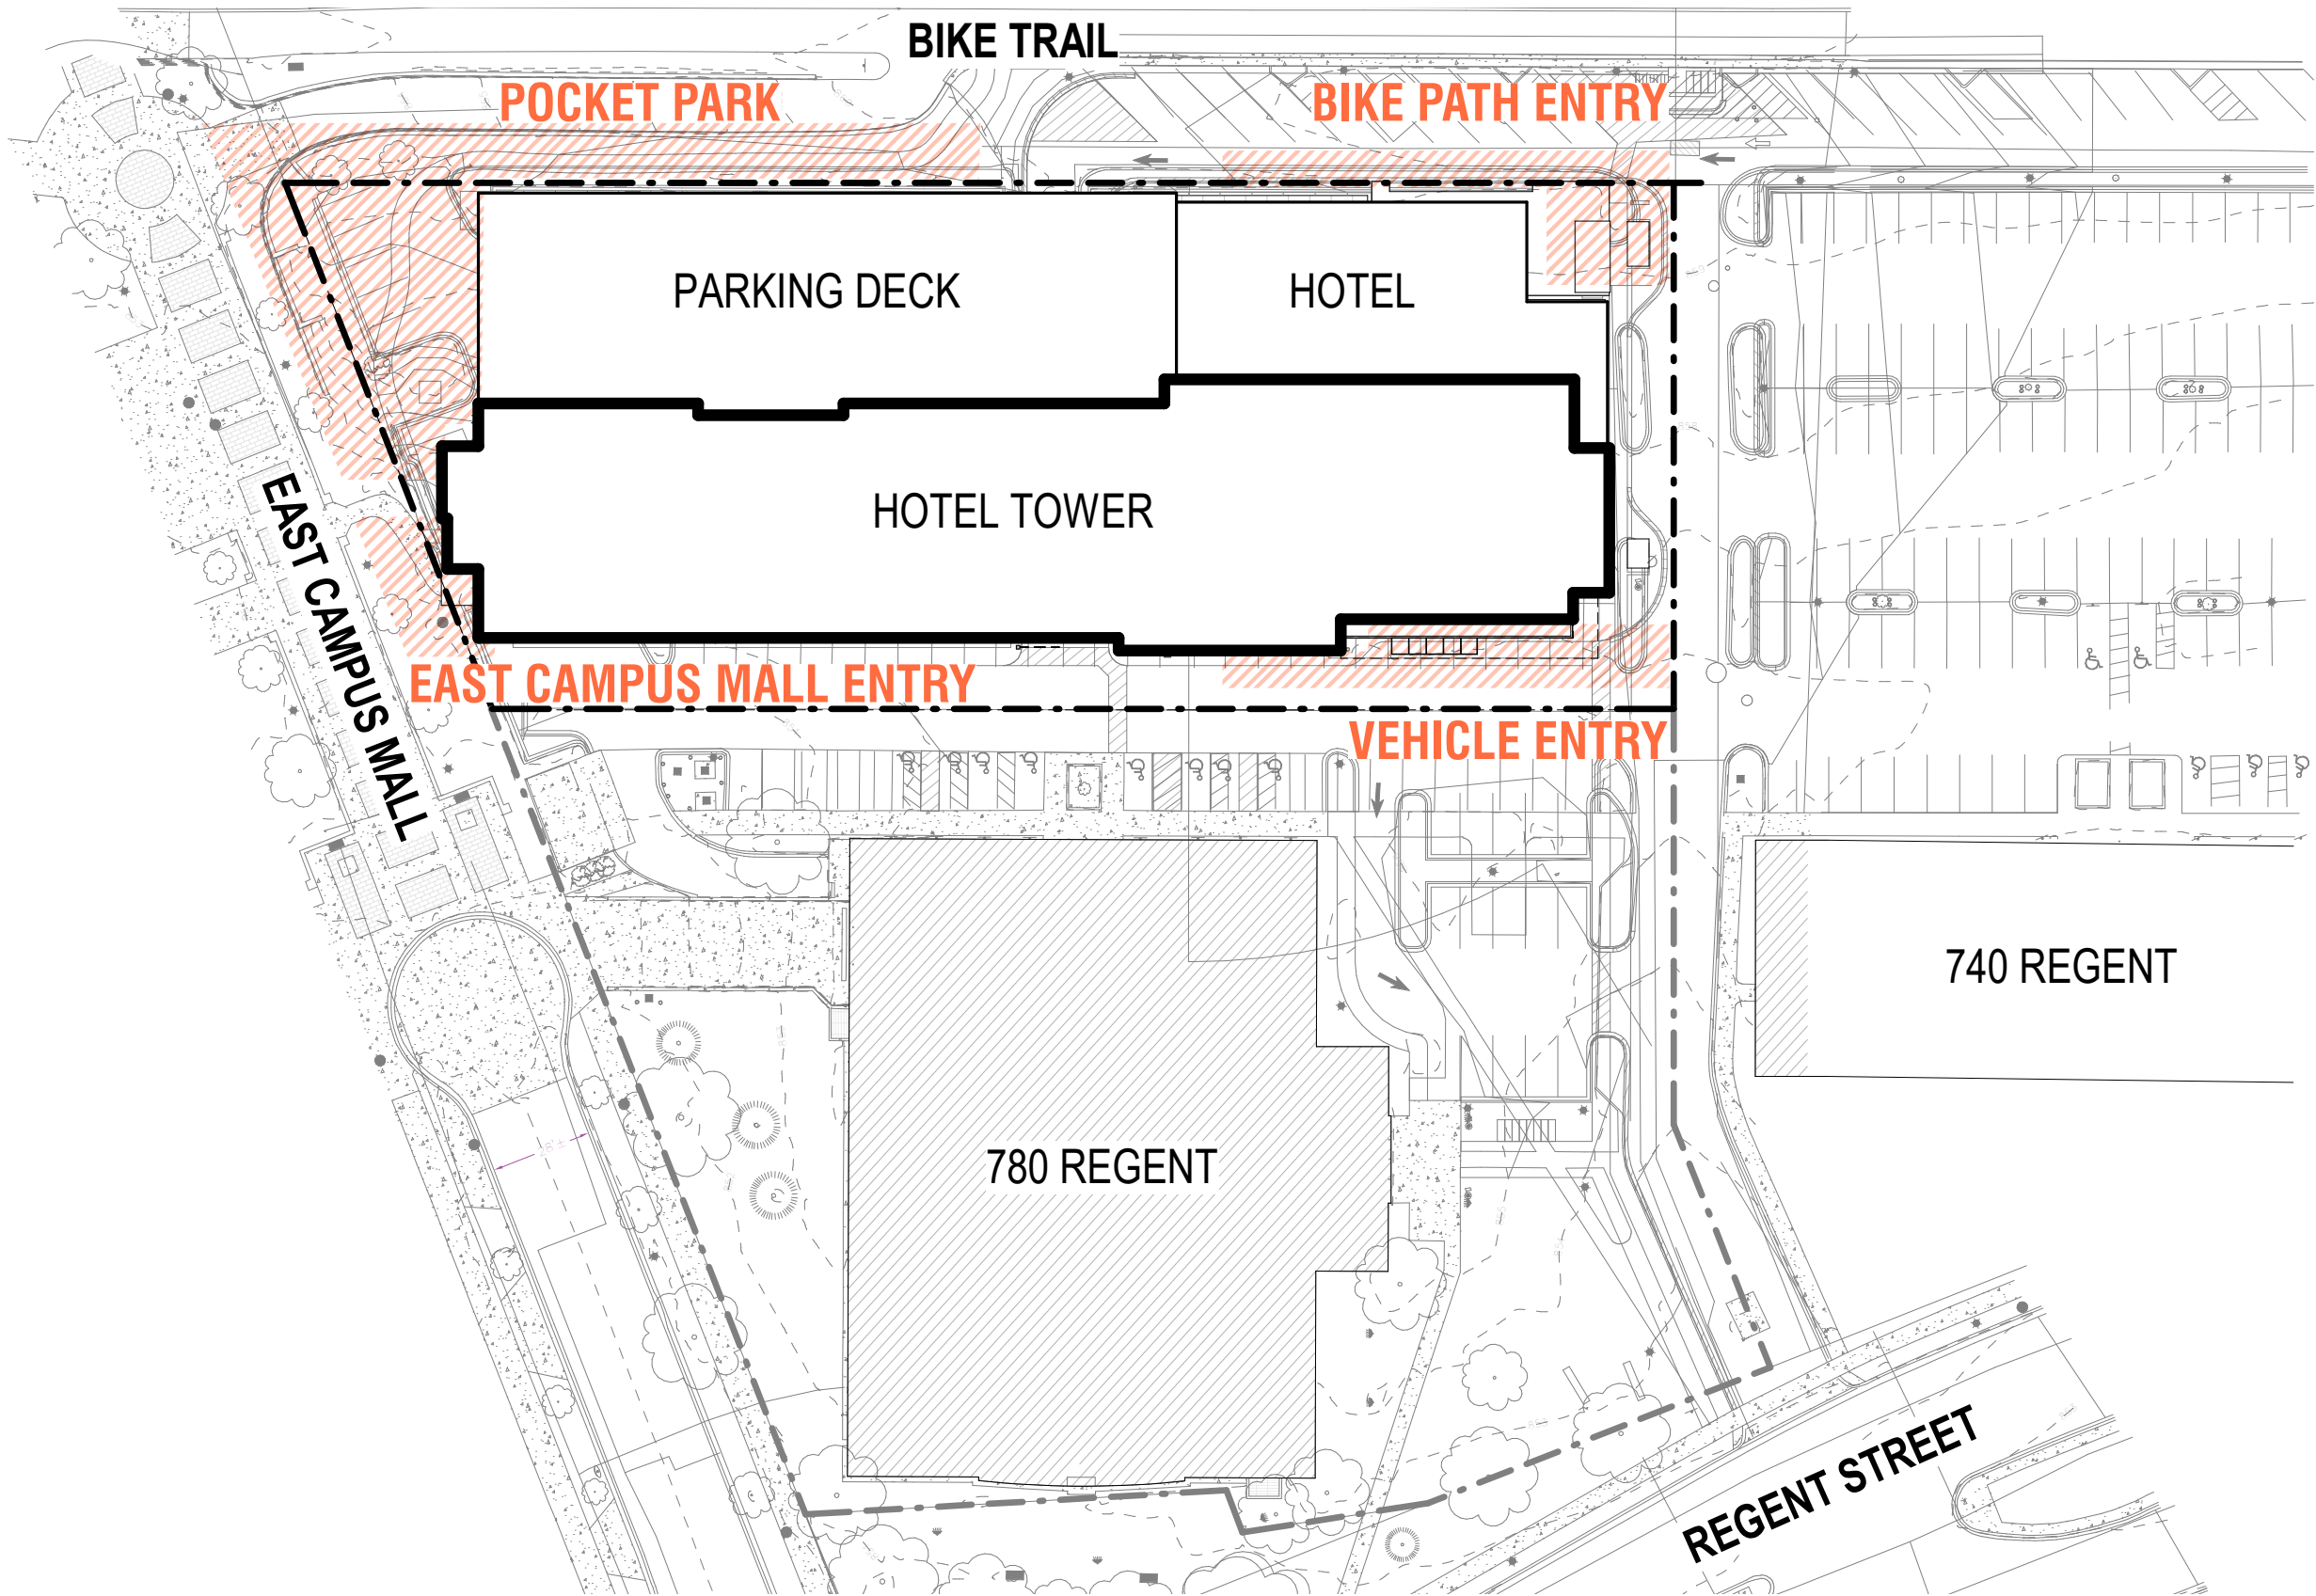 BIKE TRAIL
POCKET PARK
BIKE PATH ENTRY
PARKING DECK
HOTEL
HOTEL TOWER
EAST CAMPUS MALL
EAST CAMPUS MALL ENTRY
VEHICLE ENTRY
740 REGENT
780 REGENT
REGENT STREET